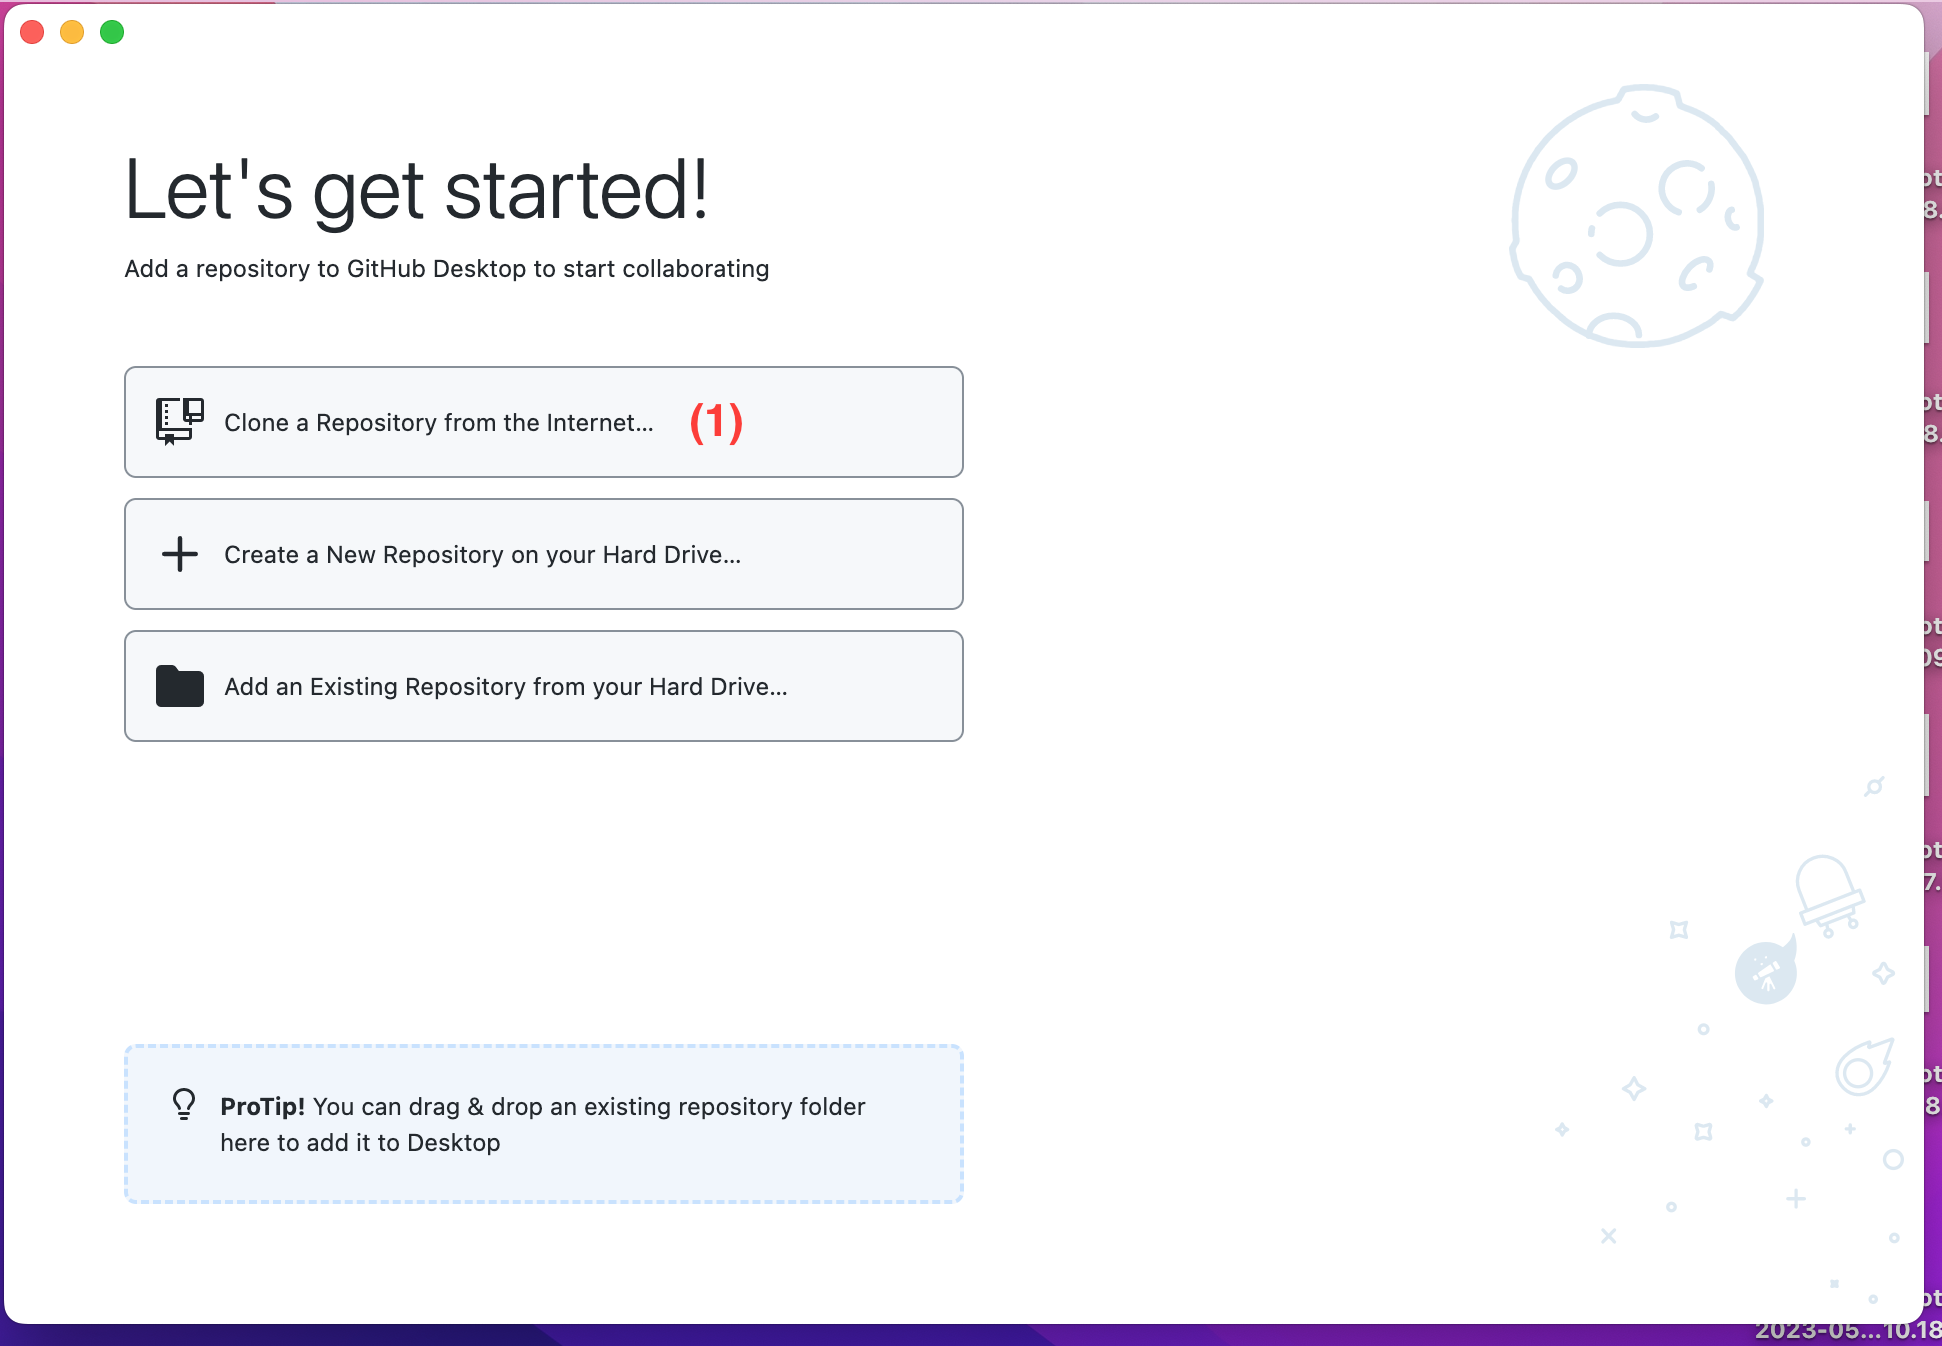 Let's get started!
Add a repository to GitHub Desktop to start collaborating
Clone a Repository from the Internet... (1)
Create a New Repository on your Hard Drive...
Add an Existing Repository from your Hard Drive...
ProTip! You can drag & drop an existing repository folder
here to add it to Desktop
2023-05...10.18